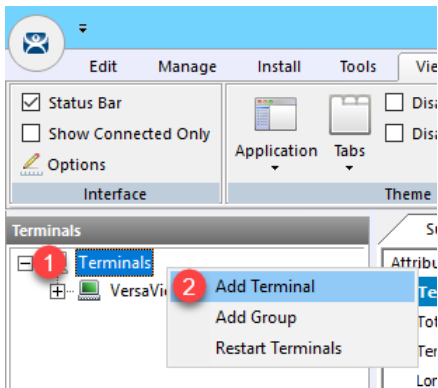 Edit Manage Install Tools
Status Bar
Show Connected Only
Options
Application Tabs
Interface Theme
Terminals
1 Terminals
2 Add Terminal
Add Group
Restart Terminals